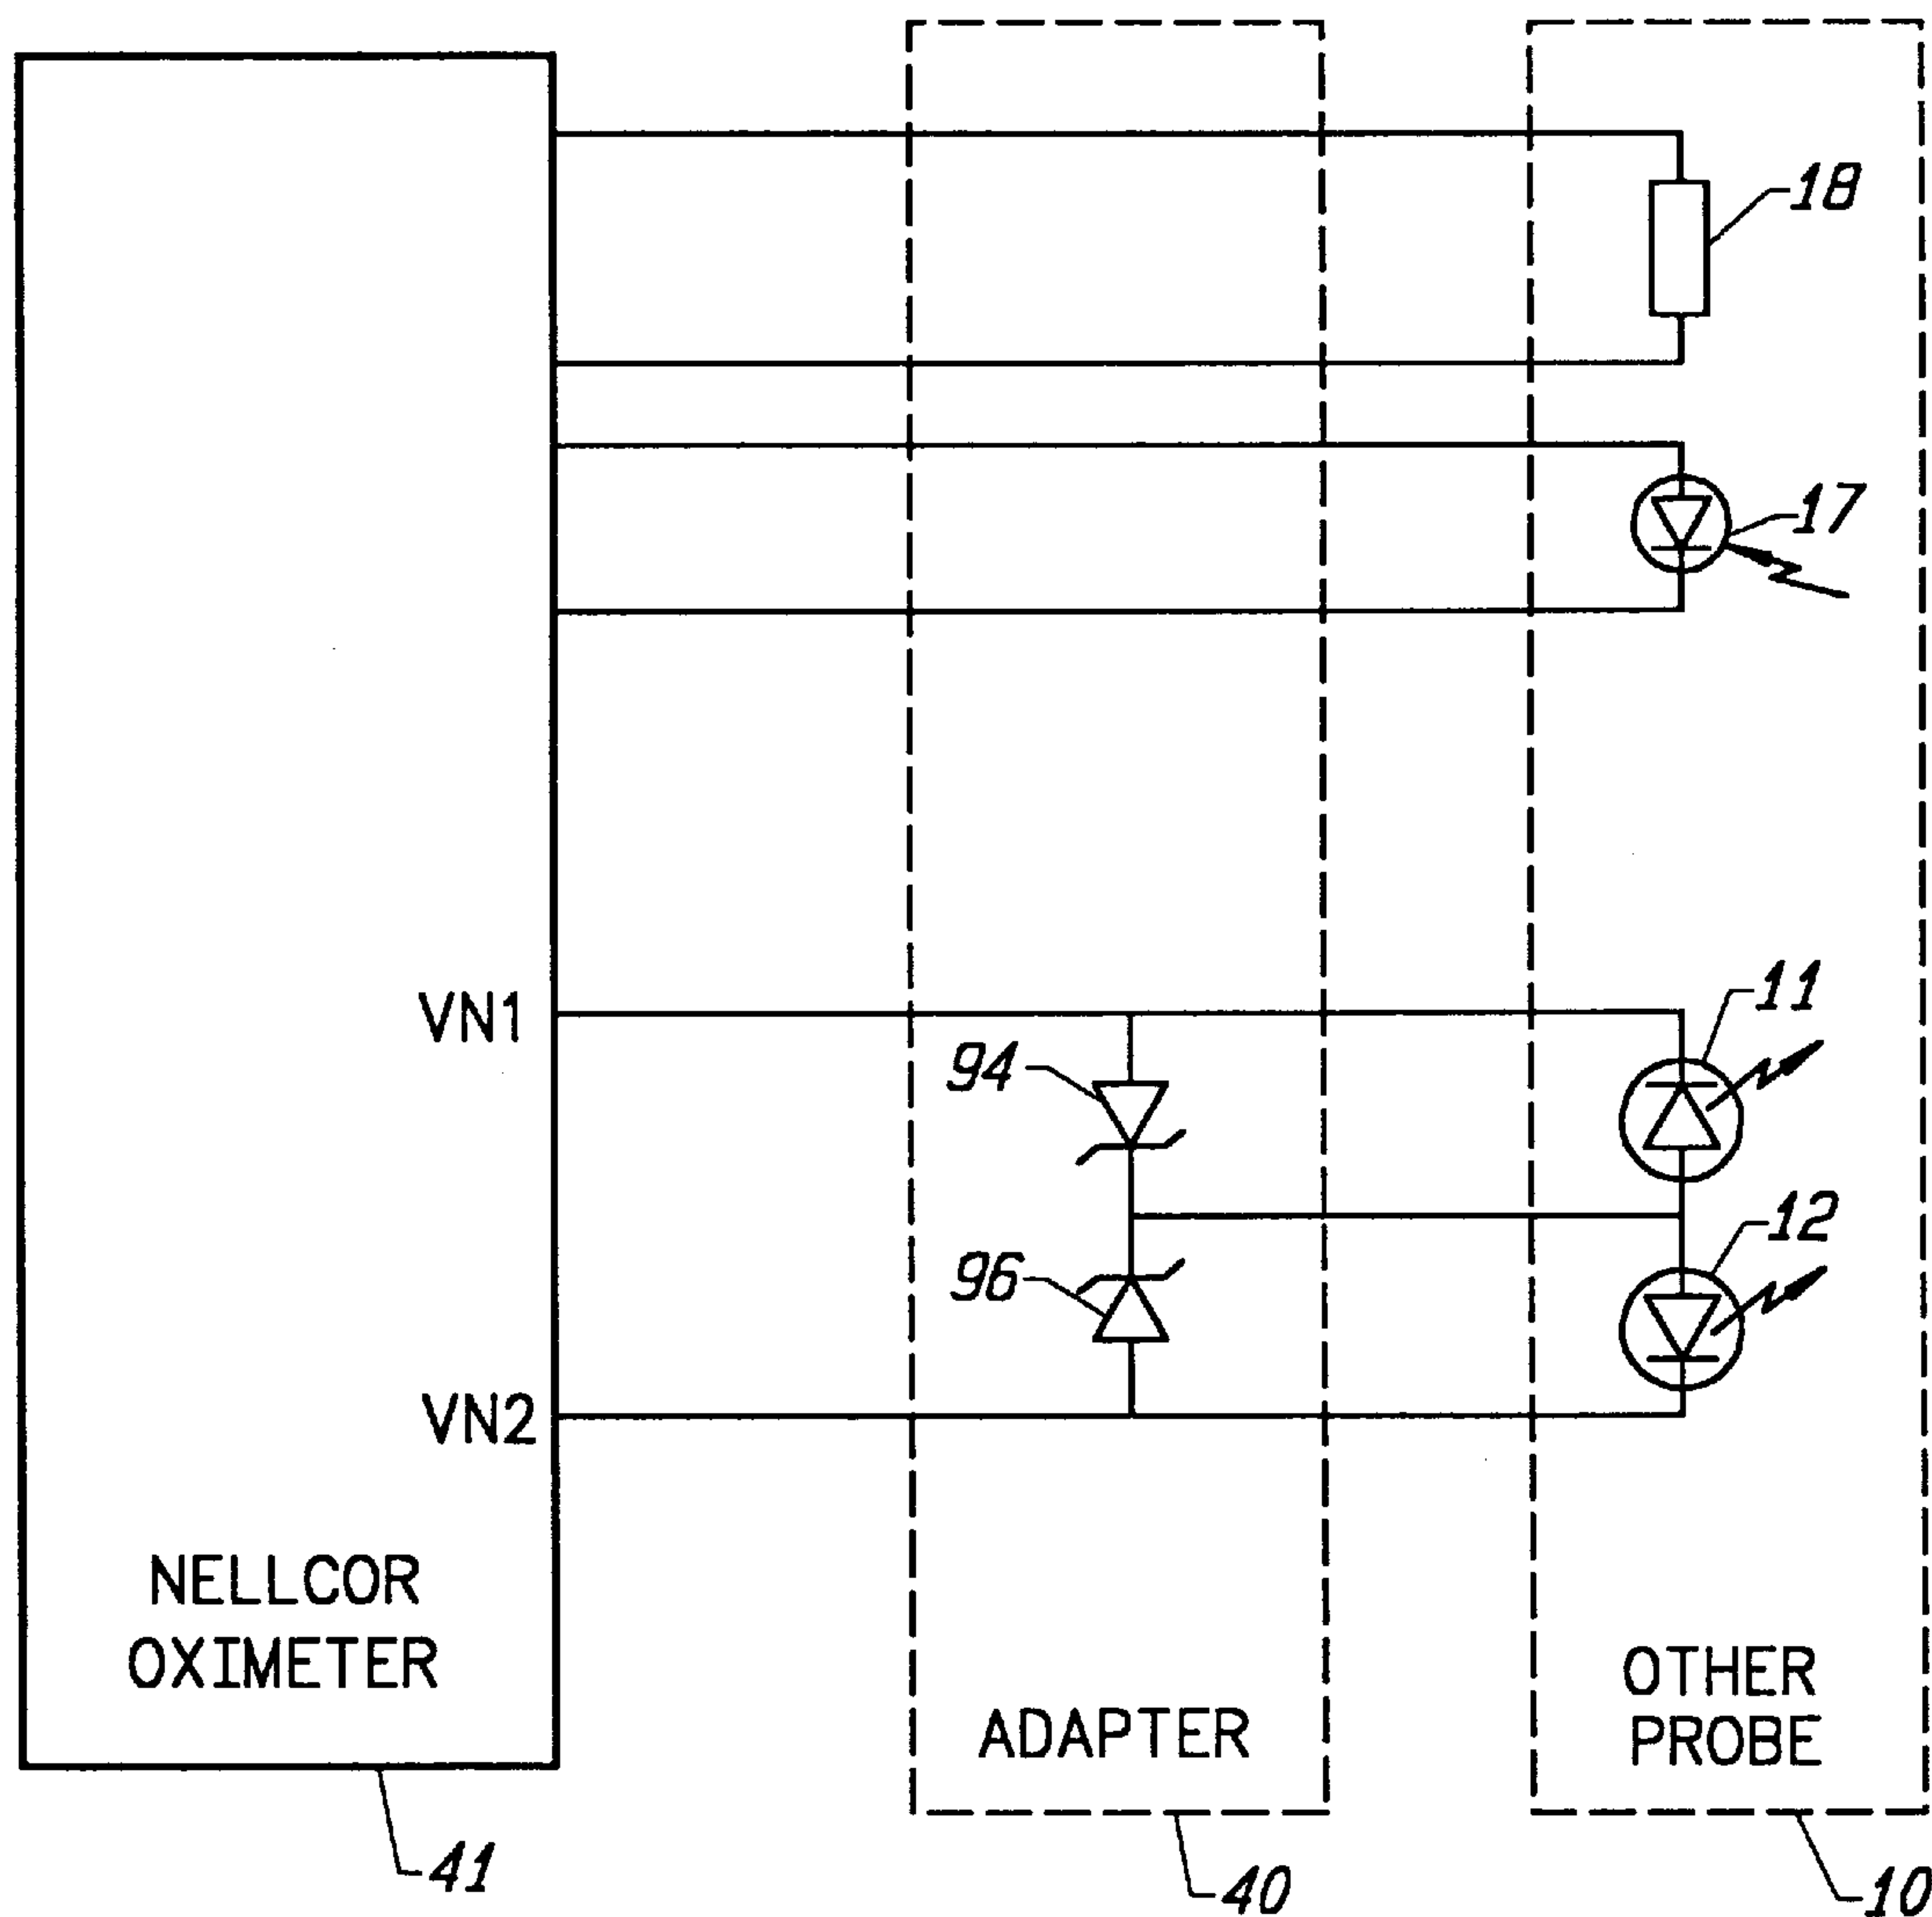 18
17
VN1
11
94
12
96
VN2
NELLCOR
OXIMETER
OTHER
PROBE
ADAPTER
41
40
10